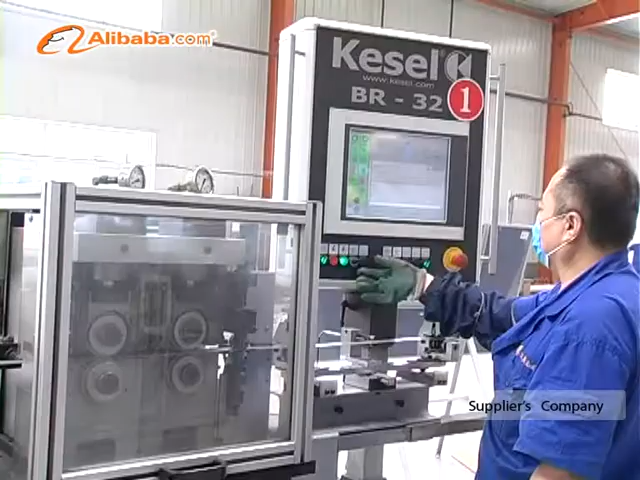 Alibaba.com
Kesel
www.kesel.com
BR - 32
1
Supplier's Company